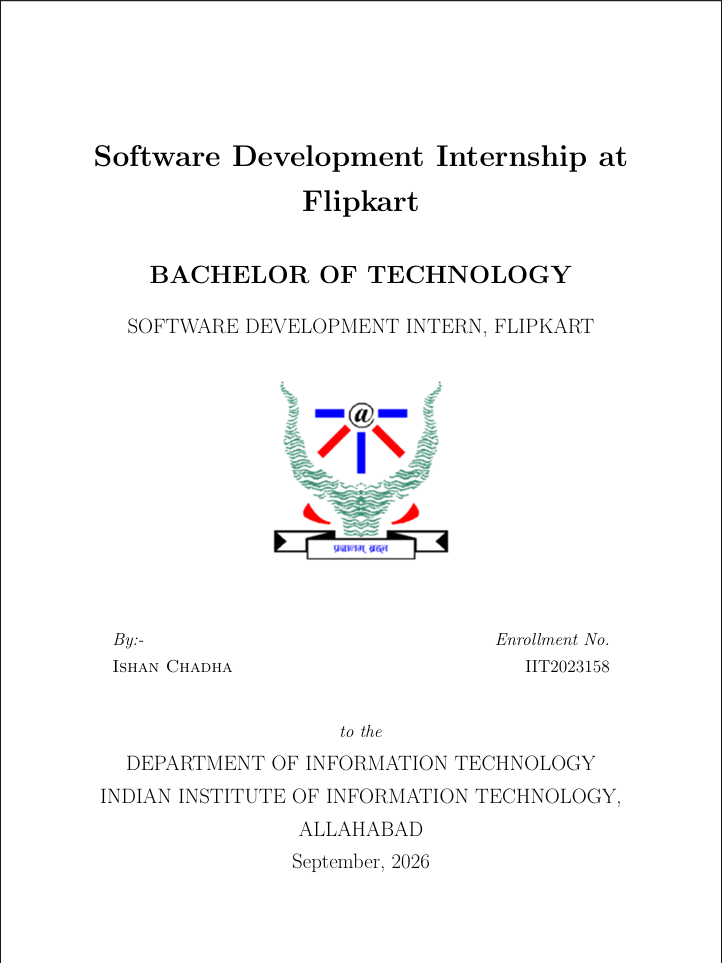 Software Development Internship at
Flipkart
BACHELOR OF TECHNOLOGY
SOFTWARE DEVELOPMENT INTERN, FLIPKART
@
प्रज्ञानम् ब्रह्म
By:-
Enrollment No.
Ishan Chadha
IIT2023158
to the
DEPARTMENT OF INFORMATION TECHNOLOGY
INDIAN INSTITUTE OF INFORMATION TECHNOLOGY,
ALLAHABAD
September, 2026